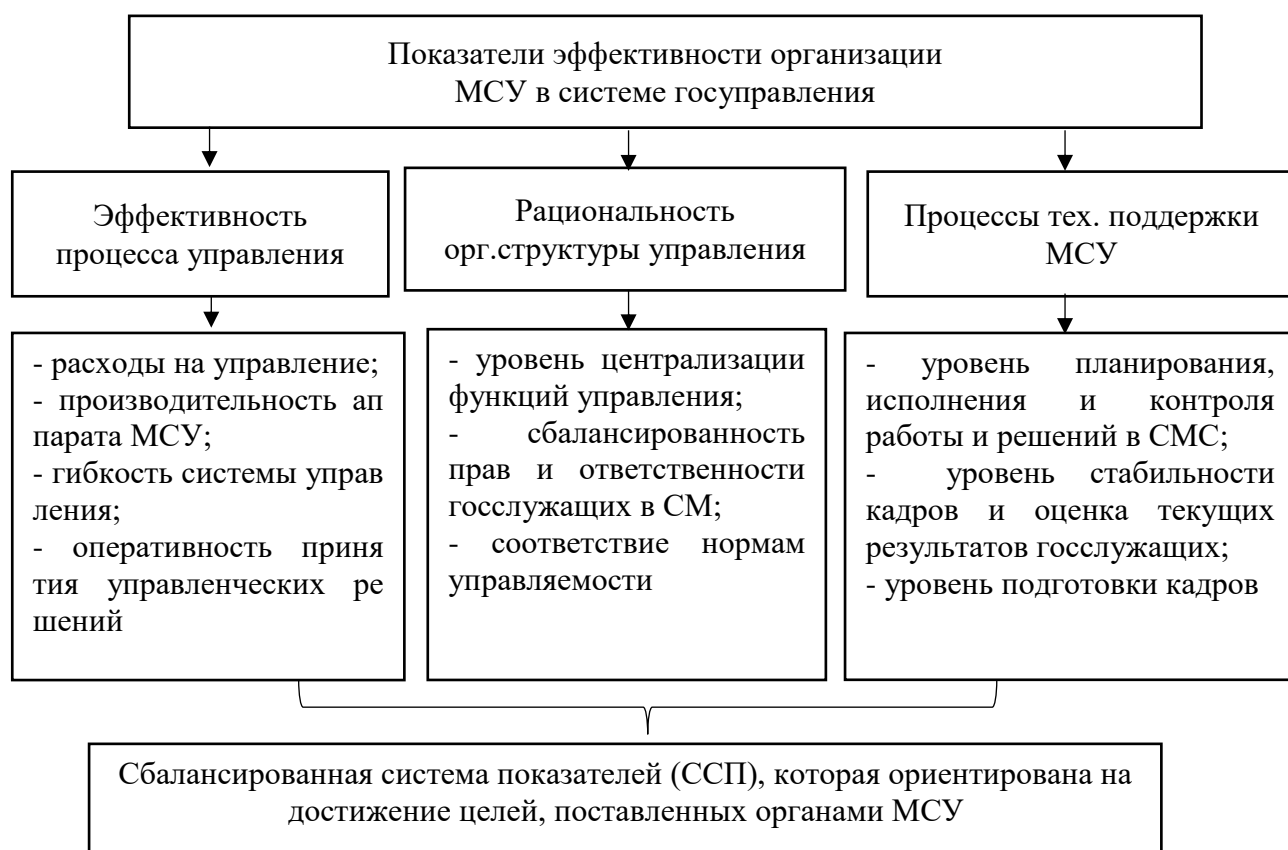 Показатели эффективности организации
МСУ в системе госуправления
Эффективность
процесса управления
Рациональность
орг.структуры управления
Процессы тех. поддержки
МСУ
- расходы на управление;
- производительность ап
парата МСУ;
- гибкость системы управ
ления;
- оперативность приня
тия управленческих ре
шений
- уровень централизации
функций управления;
- сбалансированность
прав и ответственности
госслужащих в СМ;
- соответствие нормам
управляемости
- уровень планирования,
исполнения и контроля
работы и решений в СМС;
- уровень стабильности
кадров и оценка текущих
результатов госслужащих;
- уровень подготовки кадров
Сбалансированная система показателей (ССП), которая ориентирована на
достижение целей, поставленных органами МСУ